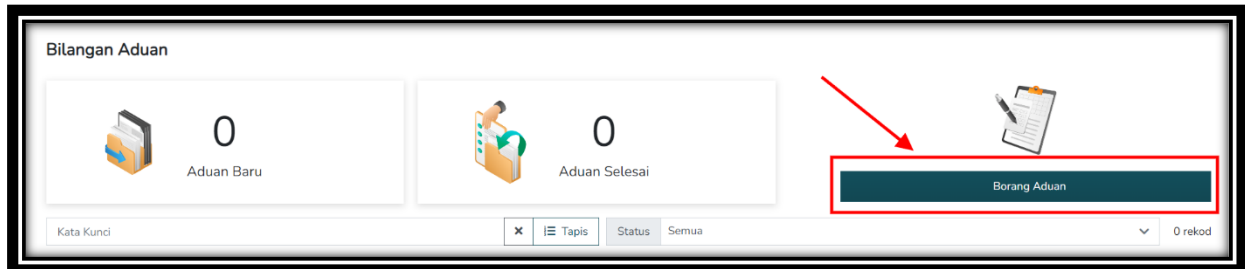 Bilangan Aduan
0
Aduan Baru
0
Aduan Selesai
Borang Aduan
Kata Kunci
Tapis
Status
Semua
0 rekod